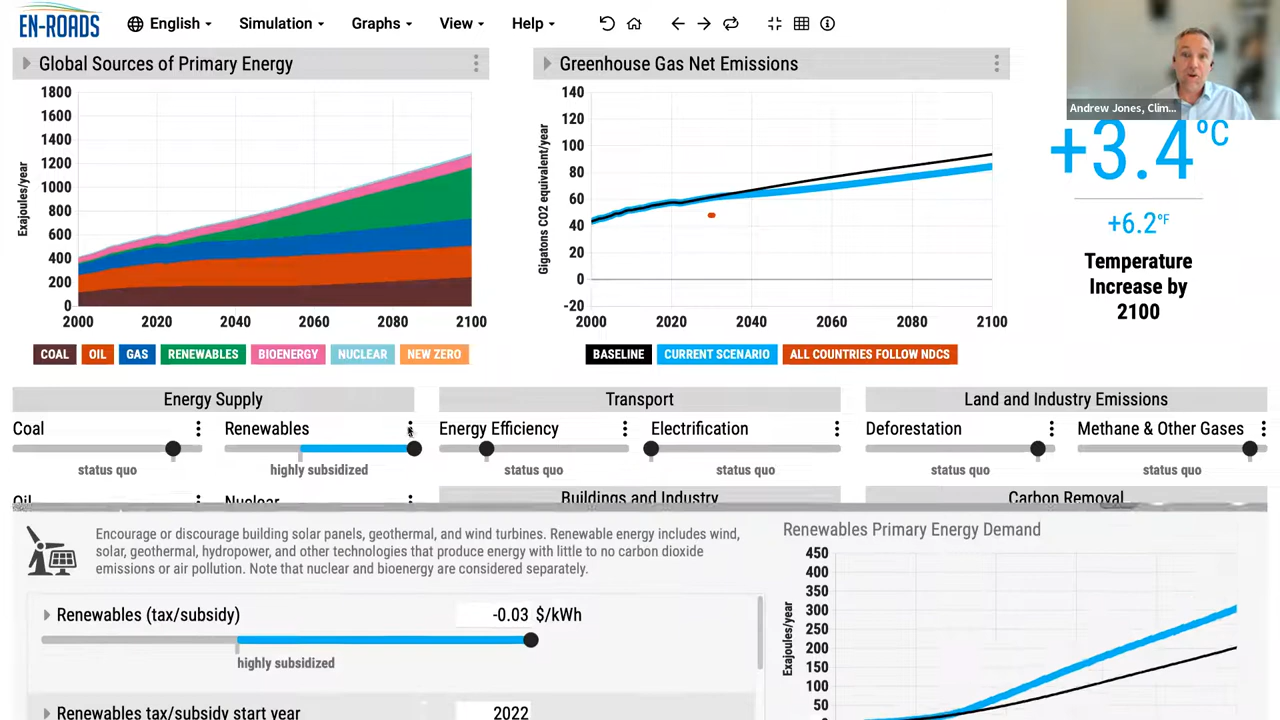 EN-ROADS
English
Simulation
Graphs
View
Help
Andrew Jones, Clim...
Global Sources of Primary Energy
Exajoules/year
1800
1600
1400
1200
1000
800
600
400
200
0
2000 2020 2040 2060 2080 2100
COAL OIL GAS RENEWABLES BIOENERGY NUCLEAR NEW ZERO
Greenhouse Gas Net Emissions
Gigatons CO2 equivalent/year
140
120
100
80
60
40
20
0
-20
2000 2020 2040 2060 2080 2100
BASELINE CURRENT SCENARIO ALL COUNTRIES FOLLOW NDCS
+3.4°C
+6.2°F
Temperature
Increase by
2100
Energy Supply
Coal
status quo
Renewables
highly subsidized
Oil
Nuclear
Transport
Energy Efficiency
status quo
Electrification
status quo
Buildings and Industry
Land and Industry Emissions
Deforestation
status quo
Methane & Other Gases
status quo
Carbon Removal
Encourage or discourage building solar panels, geothermal, and wind turbines. Renewable energy includes wind,
solar, geothermal, hydropower, and other technologies that produce energy with little to no carbon dioxide
emissions or air pollution. Note that nuclear and bioenergy are considered separately.
Renewables (tax/subsidy) -0.03 $/kWh
highly subsidized
Renewables tax/subsidy start year 2022
Renewables Primary Energy Demand
Exajoules/year
450
400
350
300
250
200
150
100
50